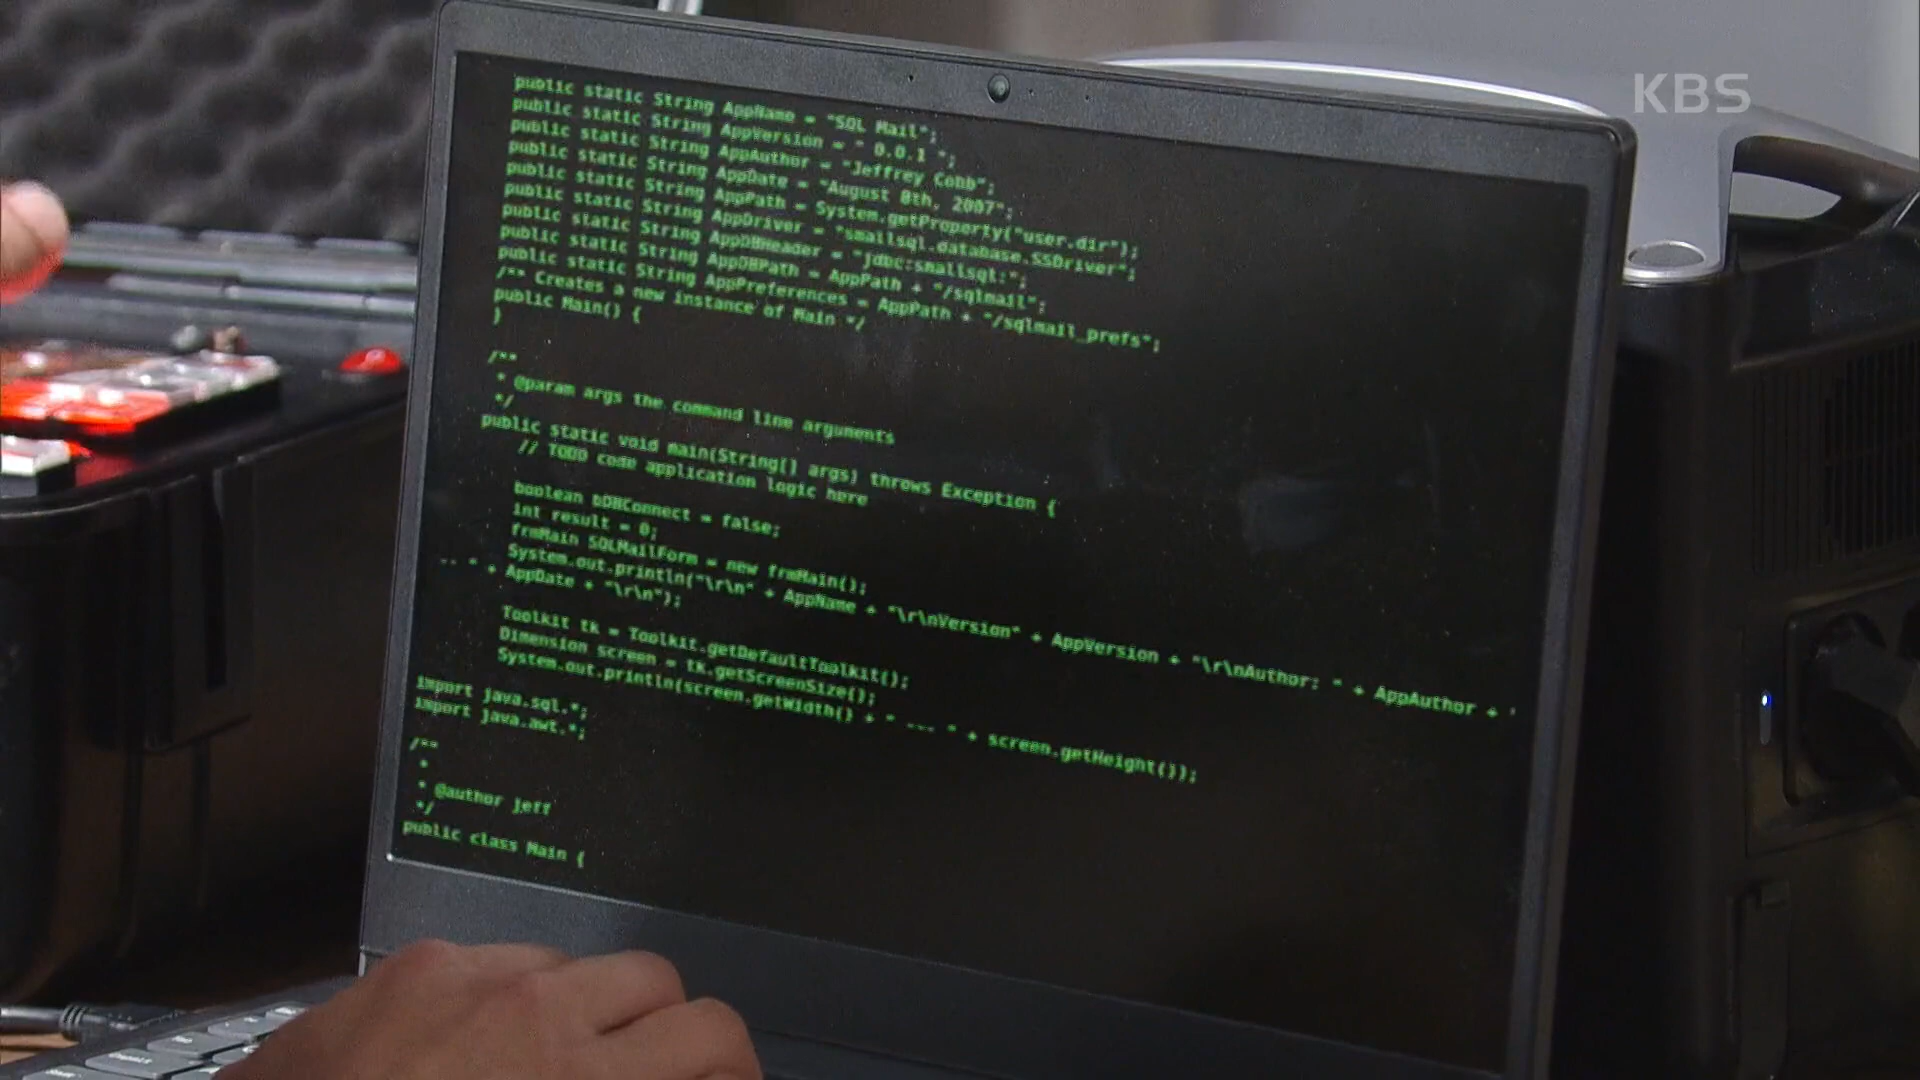 KBS
public static String AppName = "SQL Mail";
public static String AppVersion = " 0.0.1 ";
public static String AppAuthor = "Jeffrey Cobb";
public static String AppDate = "August 8th, 2007";
public static String AppPath = System.getProperty("user.dir");
public static String AppDriver = "smallsql.database.SSDriver";
public static String AppDBHeader = "jdbc:smallsql:";
public static String AppDBPath = AppPath + "/sqlmail";
public static String AppPreferences = AppPath + "/sqlmail_prefs";
/** Creates a new instance of Main */
public Main() {
}
/**
* @param args the command line arguments
*/
public static void main(String[] args) throws Exception {
// TODO code application logic here
boolean bDBConnect = false;
int result = 0;
frmMain SQLMailForm = new frmMain();
System.out.println("\r\n" + AppName + "\r\nVersion" + AppVersion + "\r\nAuthor: " + AppAuthor + "
.. " + AppDate + "\r\n");
Toolkit tk = Toolkit.getDefaultToolkit();
Dimension screen = tk.getScreenSize();
System.out.println(screen.getWidth() + " --- " + screen.getHeight());
import java.sql.*;
import java.awt.*;
/**
*
* @author jeff
*/
public class Main {